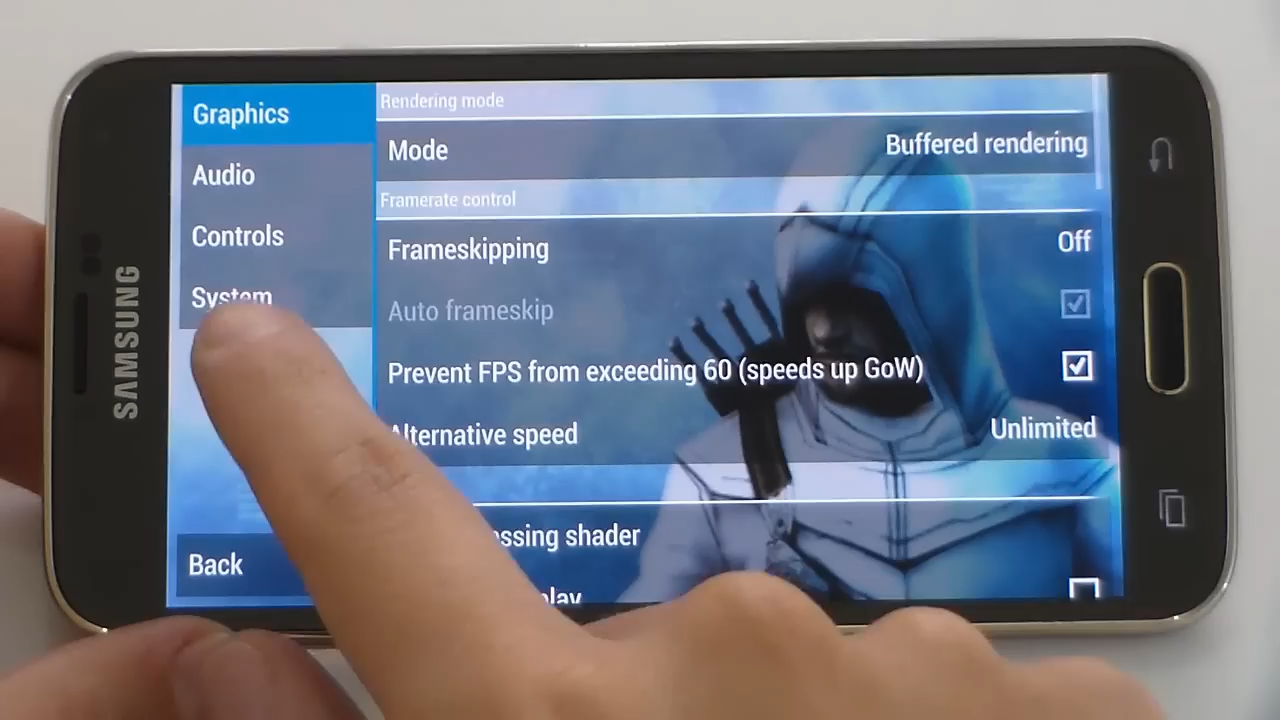 SAMSUNG
Graphics
Audio
Controls
System
Back
Rendering mode
Mode
Buffered rendering
Framerate control
Frameskipping
Off
Auto frameskip
Prevent FPS from exceeding 60 (speeds up GoW)
Alternative speed
Unlimited
shader